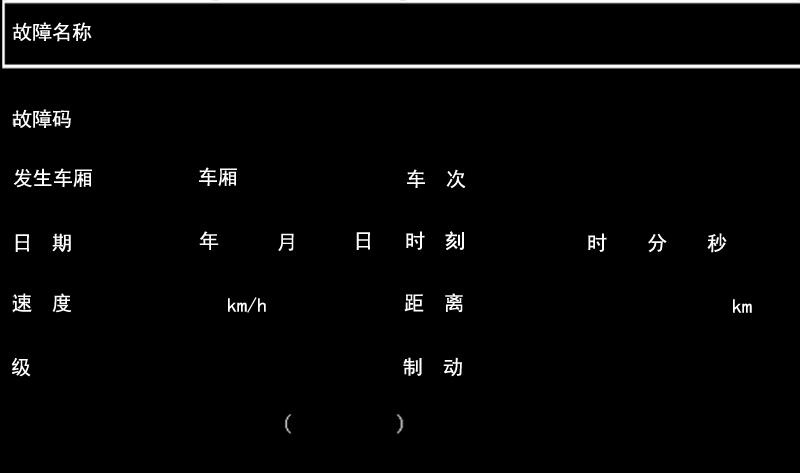 故障名称
故障码
发生车厢 车厢 车 次
日 期 年 月 日 时 刻 时 分 秒
速 度 km/h 距 离 km
级 制 动
( )